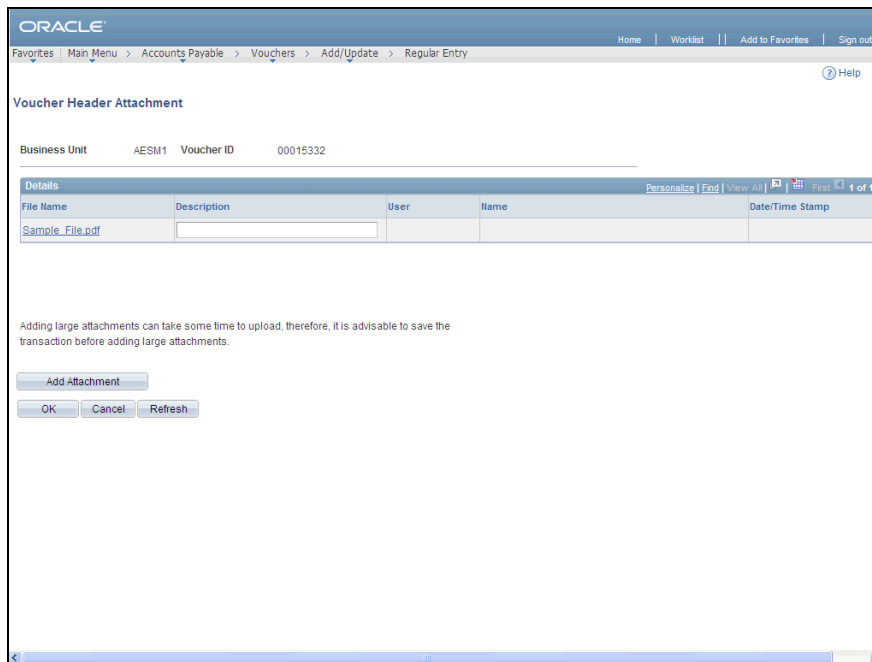 ORACLE
Home | Worklist || Add to Favorites | Sign out
Favorites Main Menu > Accounts Payable > Vouchers > Add/Update > Regular Entry
? Help
Voucher Header Attachment
Business Unit AESM1 Voucher ID 00015332
Details Personalize | Find | View All | | First 1 of 1
File Name Description User Name Date/Time Stamp
Sample_File.pdf
Adding large attachments can take some time to upload, therefore, it is advisable to save the
transaction before adding large attachments.
Add Attachment
OK Cancel Refresh